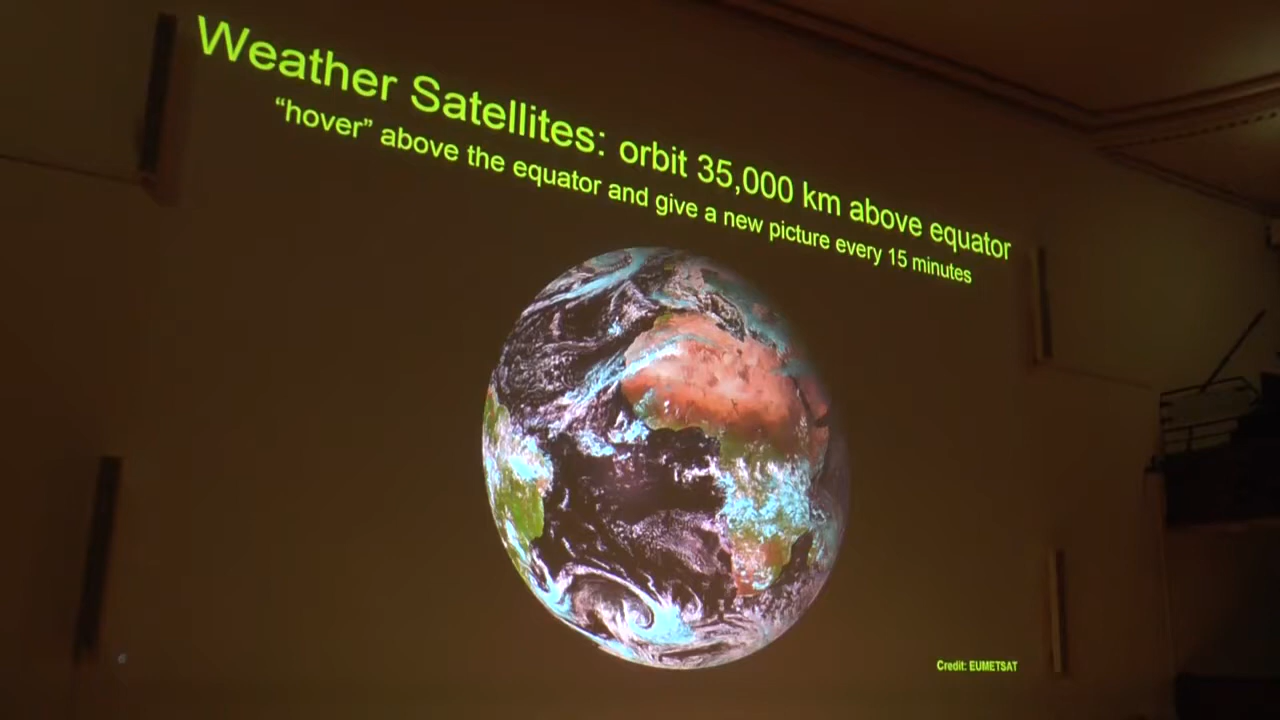 Weather Satellites: orbit 35,000 km above equator
“hover” above the equator and give a new picture every 15 minutes
Credit: EUMETSAT